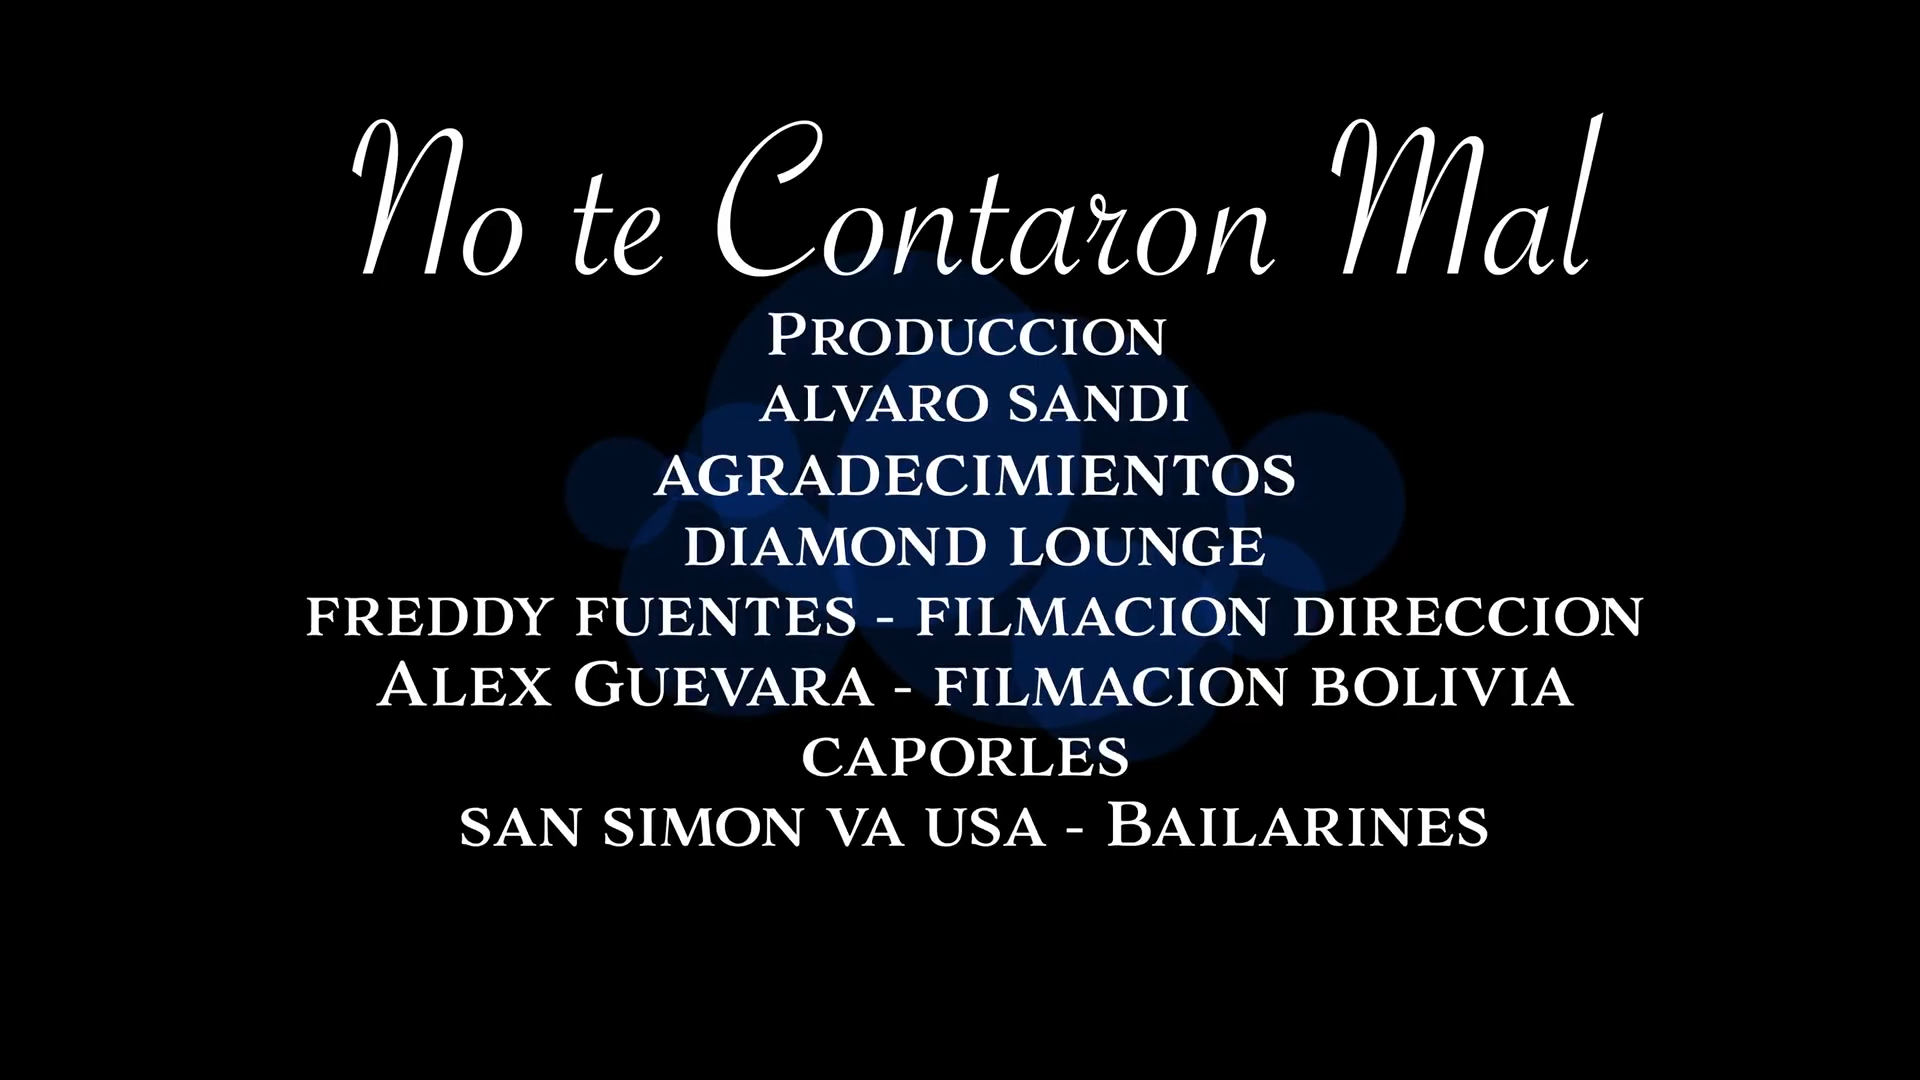 No te Contaron Mal
PRODUCCION
ALVARO SANDI
AGRADECIMIENTOS
DIAMOND LOUNGE
FREDDY FUENTES - FILMACION DIRECCION
ALEX GUEVARA - FILMACION BOLIVIA
CAPORLES
SAN SIMON VA USA - BAILARINES